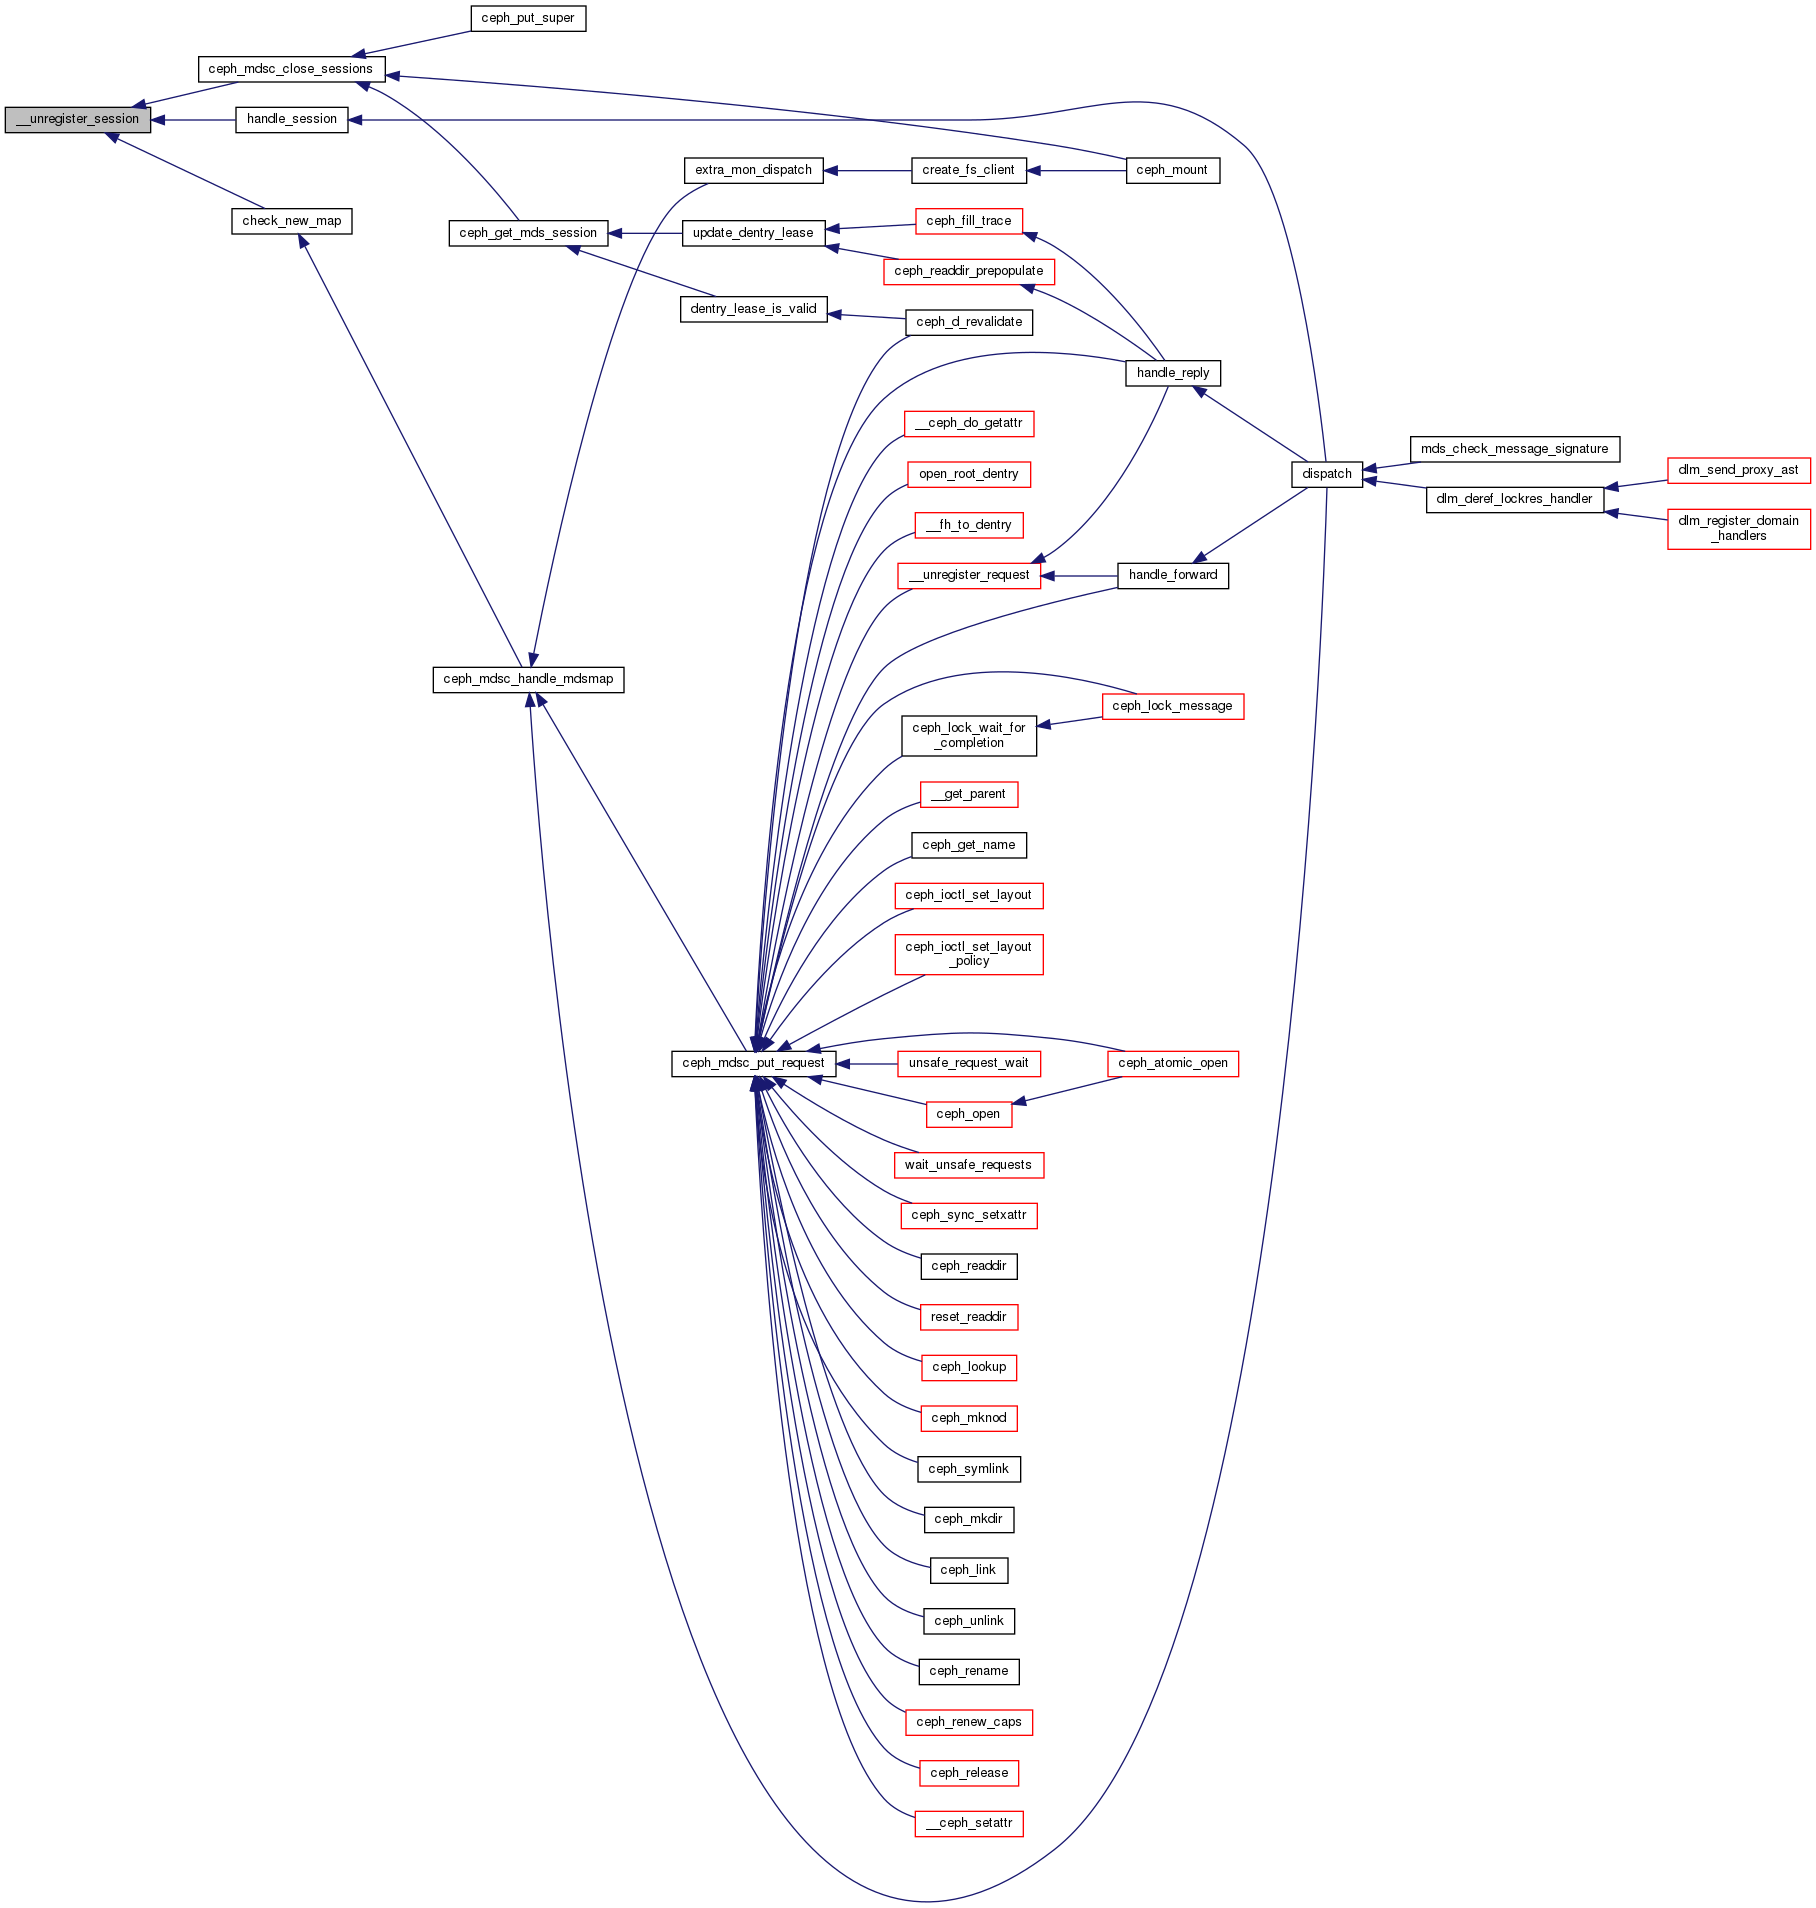 ceph_put_super
ceph_mdsc_close_sessions
__unregister_session
handle_session
extra_mon_dispatch
create_fs_client
ceph_mount
check_new_map
ceph_get_mds_session
update_dentry_lease
ceph_fill_trace
ceph_readdir_prepopulate
dentry_lease_is_valid
ceph_d_revalidate
handle_reply
__ceph_do_getattr
mds_check_message_signature
open_root_dentry
dispatch
dlm_send_proxy_ast
dlm_deref_lockres_handler
__fh_to_dentry
dlm_register_domain
_handlers
__unregister_request
handle_forward
ceph_mdsc_handle_mdsmap
ceph_lock_message
ceph_lock_wait_for
_completion
__get_parent
ceph_get_name
ceph_ioctl_set_layout
ceph_ioctl_set_layout
_policy
ceph_mdsc_put_request
unsafe_request_wait
ceph_atomic_open
ceph_open
wait_unsafe_requests
ceph_sync_setxattr
ceph_readdir
reset_readdir
ceph_lookup
ceph_mknod
ceph_symlink
ceph_mkdir
ceph_link
ceph_unlink
ceph_rename
ceph_renew_caps
ceph_release
__ceph_setattr